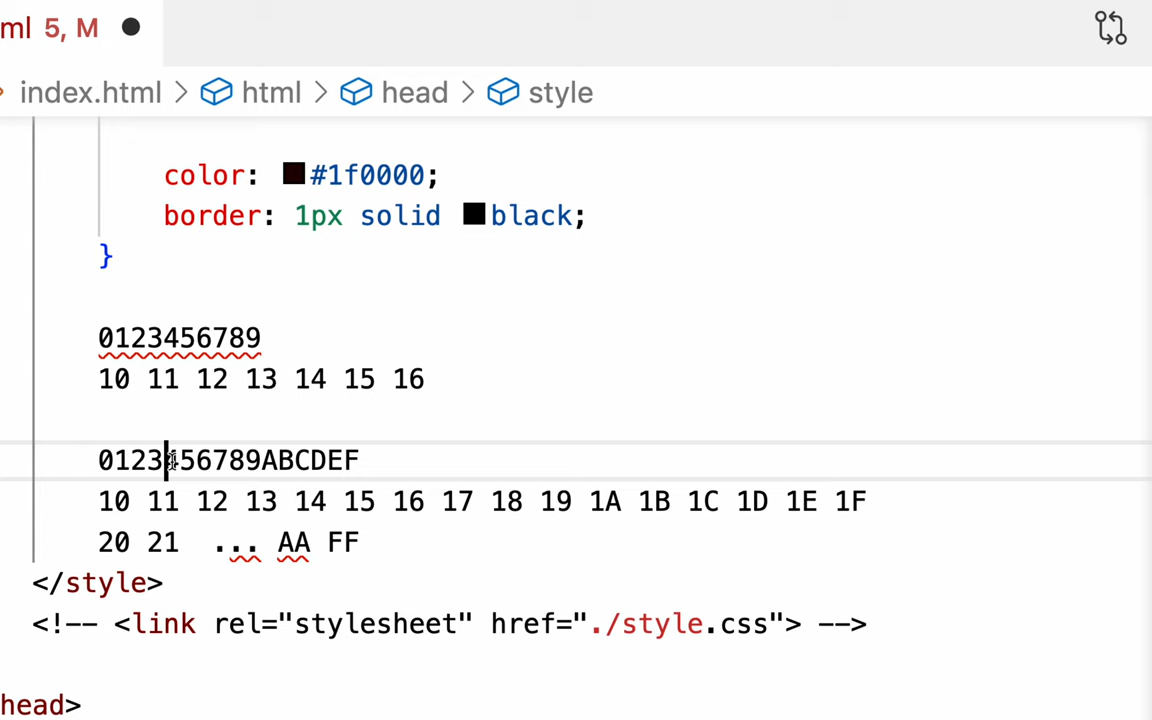 ml 5, M
index.html > html > head > style
color: #1f0000;
border: 1px solid black;
}
0123456789
10 11 12 13 14 15 16
0123456789ABCDEF
10 11 12 13 14 15 16 17 18 19 1A 1B 1C 1D 1E 1F
20 21 ... AA FF
</style>
<!-- <link rel="stylesheet" href="./style.css"> -->
head>